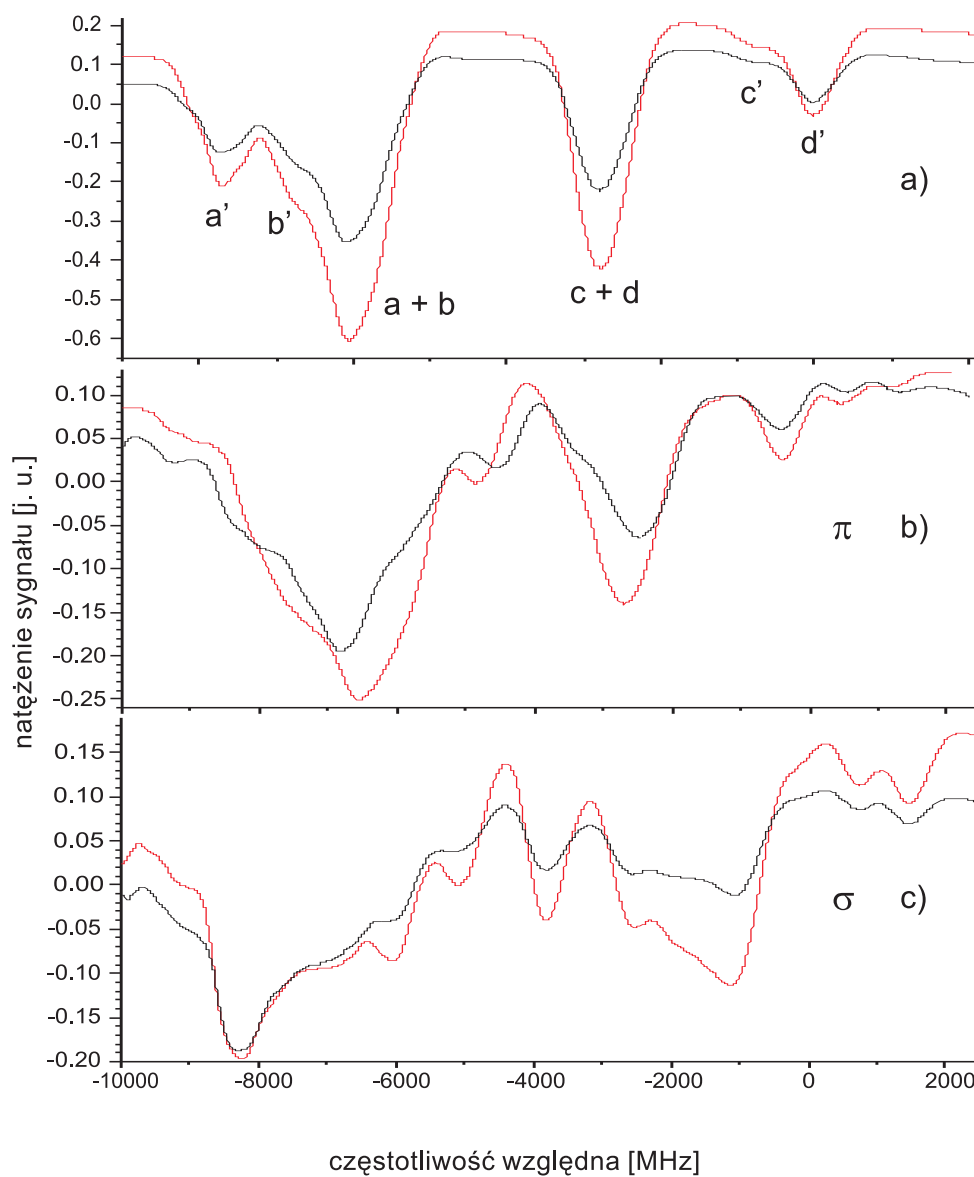 0.2
0.1
0.0
-0.1
-0.2
-0.3
-0.4
-0.5
-0.6
a’
b’
a + b
c + d
c’
d’
a)
0.10
0.05
0.00
-0.05
-0.10
-0.15
-0.20
-0.25
π b)
natężenie sygnału [j. u.]
0.15
0.10
0.05
0.00
-0.05
-0.10
-0.15
-0.20
σ c)
-10000 -8000 -6000 -4000 -2000 0 2000
częstotliwość względna [MHz]